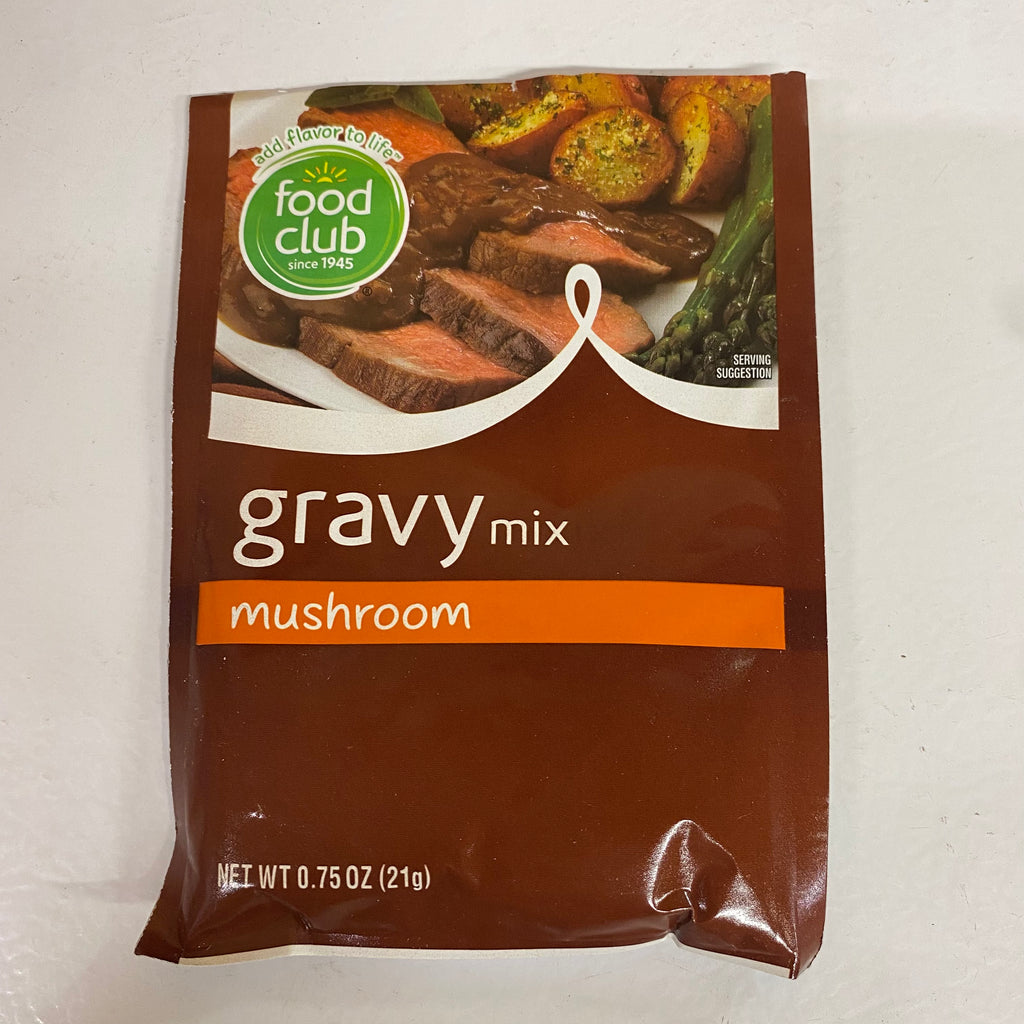 add flavor to life™
food
club
since 1945
®
SERVING
SUGGESTION
gravy mix
mushroom
NET WT 0.75 OZ (21g)